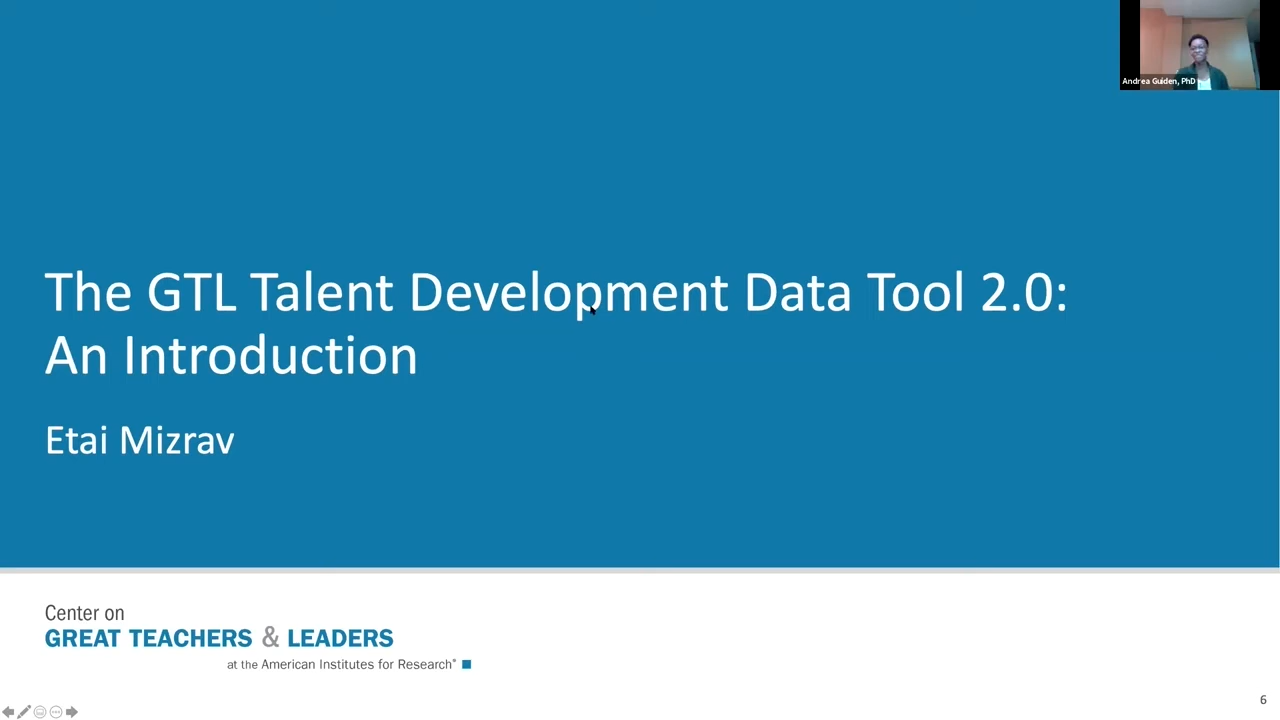 Andrea Guiden, PhD
The GTL Talent Development Data Tool 2.0:
An Introduction
Etai Mizrav
Center on
GREAT TEACHERS & LEADERS
at the American Institutes for Research®
6